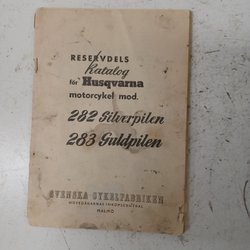 RESERVDELS
Katalog
för Husqvarna
motorcykel mod.
282 Silverpilen
283 Guldpilen
SVENSKA CYKELFABRIKEN
MALMÖ